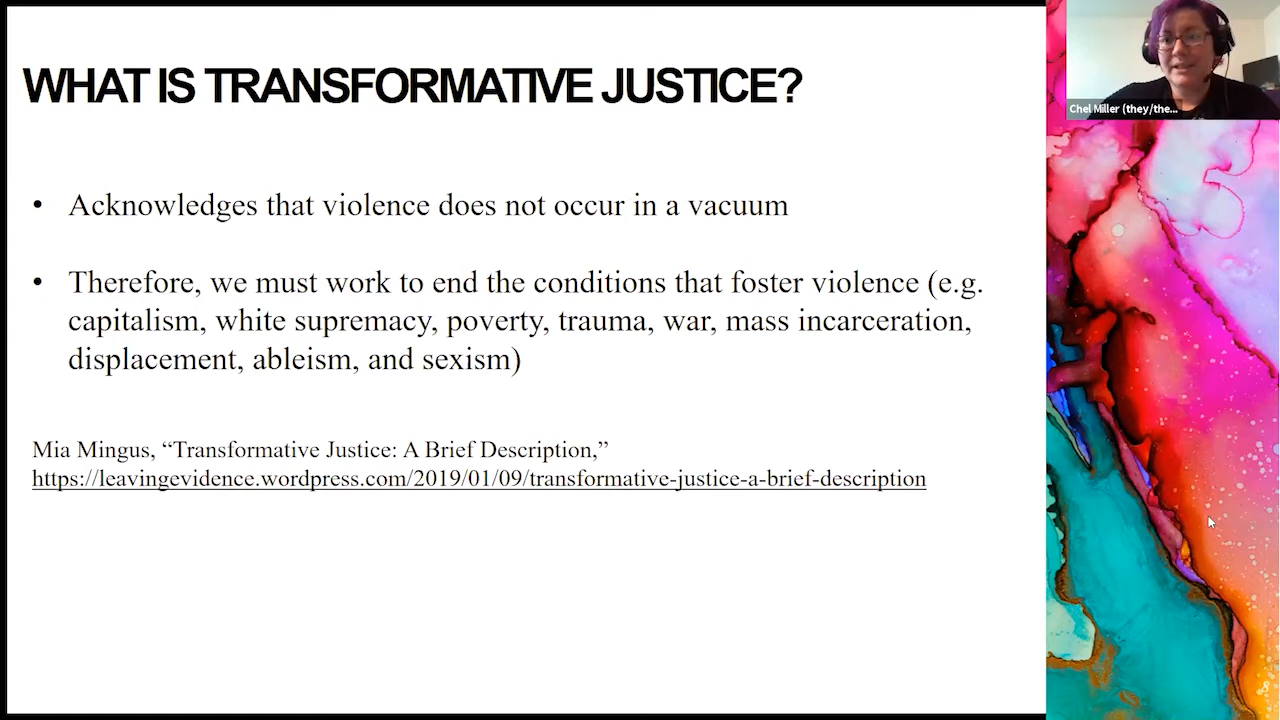 WHAT IS TRANSFORMATIVE JUSTICE?
• Acknowledges that violence does not occur in a vacuum
• Therefore, we must work to end the conditions that foster violence (e.g.
capitalism, white supremacy, poverty, trauma, war, mass incarceration,
displacement, ableism, and sexism)
Mia Mingus, “Transformative Justice: A Brief Description,”
https://leavingevidence.wordpress.com/2019/01/09/transformative-justice-a-brief-description
Chel Miller (they/the...